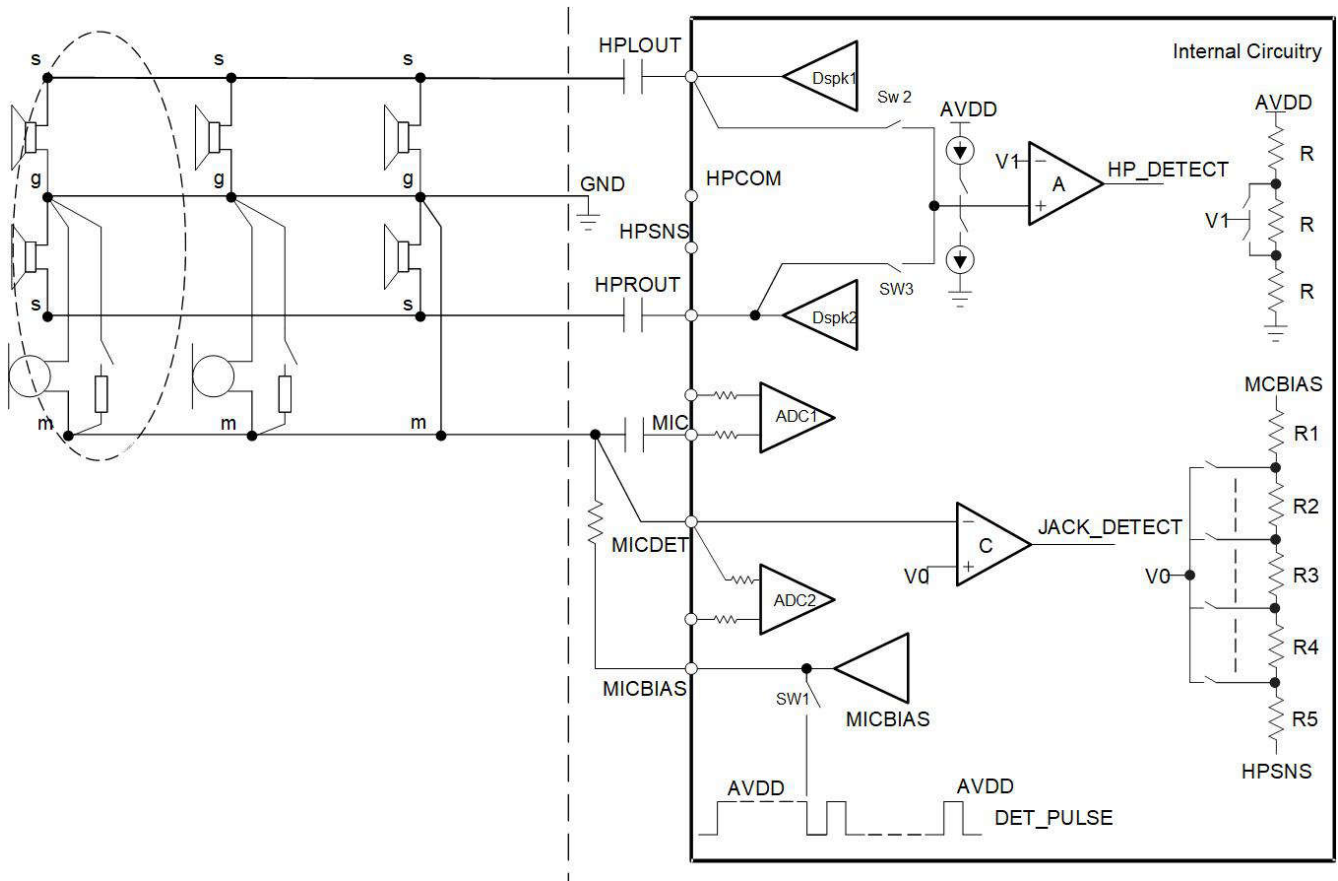 HPLOUT
Internal Circuitry
s s s
Dspk1
Sw 2
AVDD
AVDD
R
V1 − A HP_DETECT
+
g g g
GND
HPCOM
V1 R
HPSNS
HPROUT
SW3
R
s s
Dspk2
MCBIAS
m m m
MIC
ADC1
R1
R2
MICDET
− C JACK_DETECT
V0 +
V0 R3
ADC2
R4
MICBIAS
SW1
MICBIAS
R5
HPSNS
AVDD AVDD
DET_PULSE